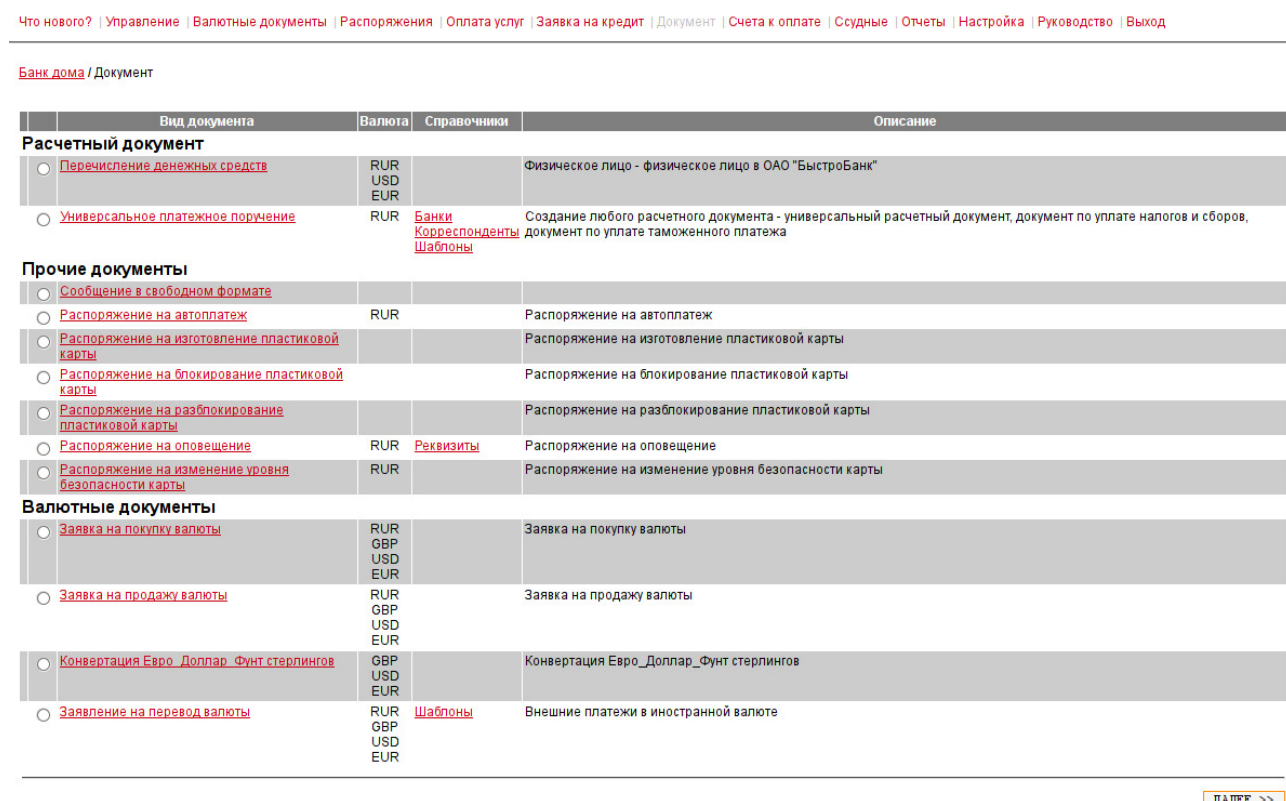 Что нового? | Управление | Валютные документы | Распоряжения | Оплата услуг | Заявка на кредит | Документ | Счета к оплате | Ссудные | Отчеты | Настройка | Руководство | Выход
Банк дома / Документ
Вид документа Валюта Справочники Описание
Расчетный документ
Перечисление денежных средств RUR Физическое лицо - физическое лицо в ОАО "БыстроБанк"
USD
EUR
Универсальное платежное поручение RUR Банки Создание любого расчетного документа - универсальный расчетный документ, документ по уплате налогов и сборов,
Корреспонденты документ по уплате таможенного платежа
Шаблоны
Прочие документы
Сообщение в свободном формате
Распоряжение на автоплатеж RUR Распоряжение на автоплатеж
Распоряжение на изготовление пластиковой Распоряжение на изготовление пластиковой карты
карты
Распоряжение на блокирование пластиковой Распоряжение на блокирование пластиковой карты
карты
Распоряжение на разблокирование Распоряжение на разблокирование пластиковой карты
пластиковой карты
Распоряжение на оповещение RUR Реквизиты Распоряжение на оповещение
Распоряжение на изменение уровня RUR Распоряжение на изменение уровня безопасности карты
безопасности карты
Валютные документы
Заявка на покупку валюты RUR Заявка на покупку валюты
GBP
USD
EUR
Заявка на продажу валюты RUR Заявка на продажу валюты
GBP
USD
EUR
Конвертация Евро_Доллар_Фунт стерлингов GBP Конвертация Евро_Доллар_Фунт стерлингов
USD
EUR
Заявление на перевод валюты RUR Шаблоны Внешние платежи в иностранной валюте
GBP
USD
EUR
ДАЛЕЕ >>